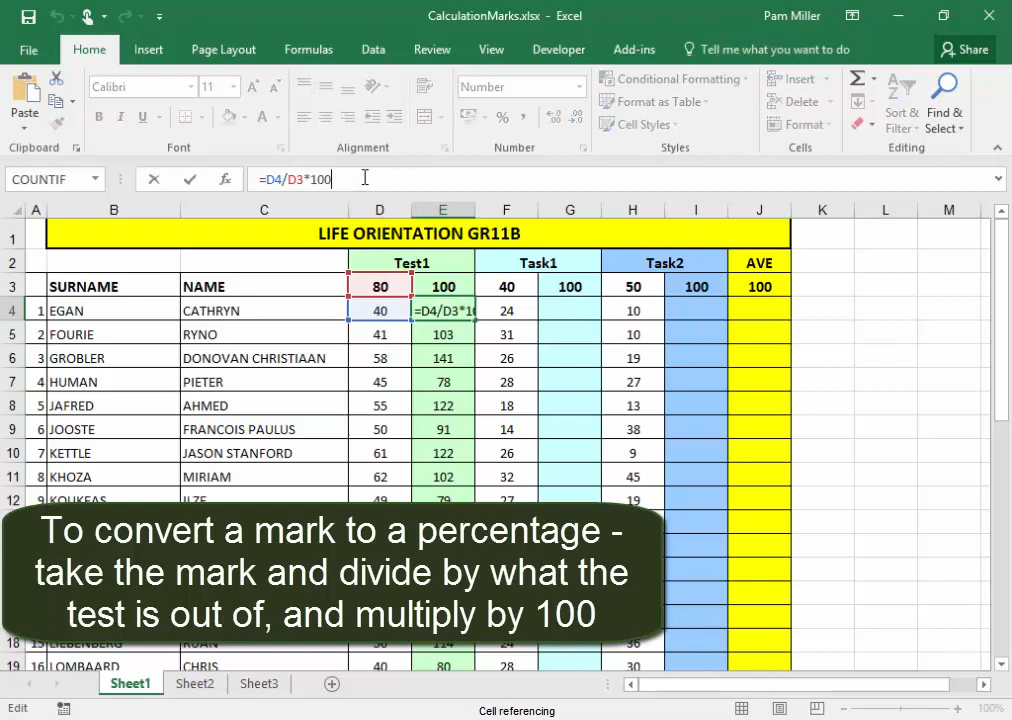 CalculationMarks.xlsx - Excel
Pam Miller
File Home Insert Page Layout Formulas Data Review View Developer Add-ins Tell me what you want to do Share
Calibri 11 Number Conditional Formatting Insert
Paste Format as Table Delete Sort & Find &
B I U A % Cell Styles Format Filter Select
Clipboard Font Alignment Number Styles Cells Editing
COUNTIF fx =D4/D3*100
A B C D E F G H I J K L M
1 LIFE ORIENTATION GR11B
2 Test1 Task1 Task2 AVE
3 SURNAME NAME 80 100 40 100 50 100 100
4 1 EGAN CATHRYN 40 =D4/D3*10 24 10
5 2 FOURIE RYNO 41 103 31 10
6 3 GROBLER DONOVAN CHRISTIAAN 58 141 26 19
7 4 HUMAN PIETER 45 78 28 27
8 5 JAFRED AHMED 55 122 18 13
9 6 JOOSTE FRANCOIS PAULUS 50 91 14 38
10 7 KETTLE JASON STANFORD 61 122 26 9
11 8 KHOZA MIRIAM 62 102 32 45
12 9 KOUKEAS ILZE 49 79 27 19
To convert a mark to a percentage -
take the mark and divide by what the
test is out of, and multiply by 100
18 15 LIEBENBERG RUAN 114 36
19 16 LOMBAARD CHRIS 40 80 28 30
Sheet1 Sheet2 Sheet3
Edit Cell referencing 100%